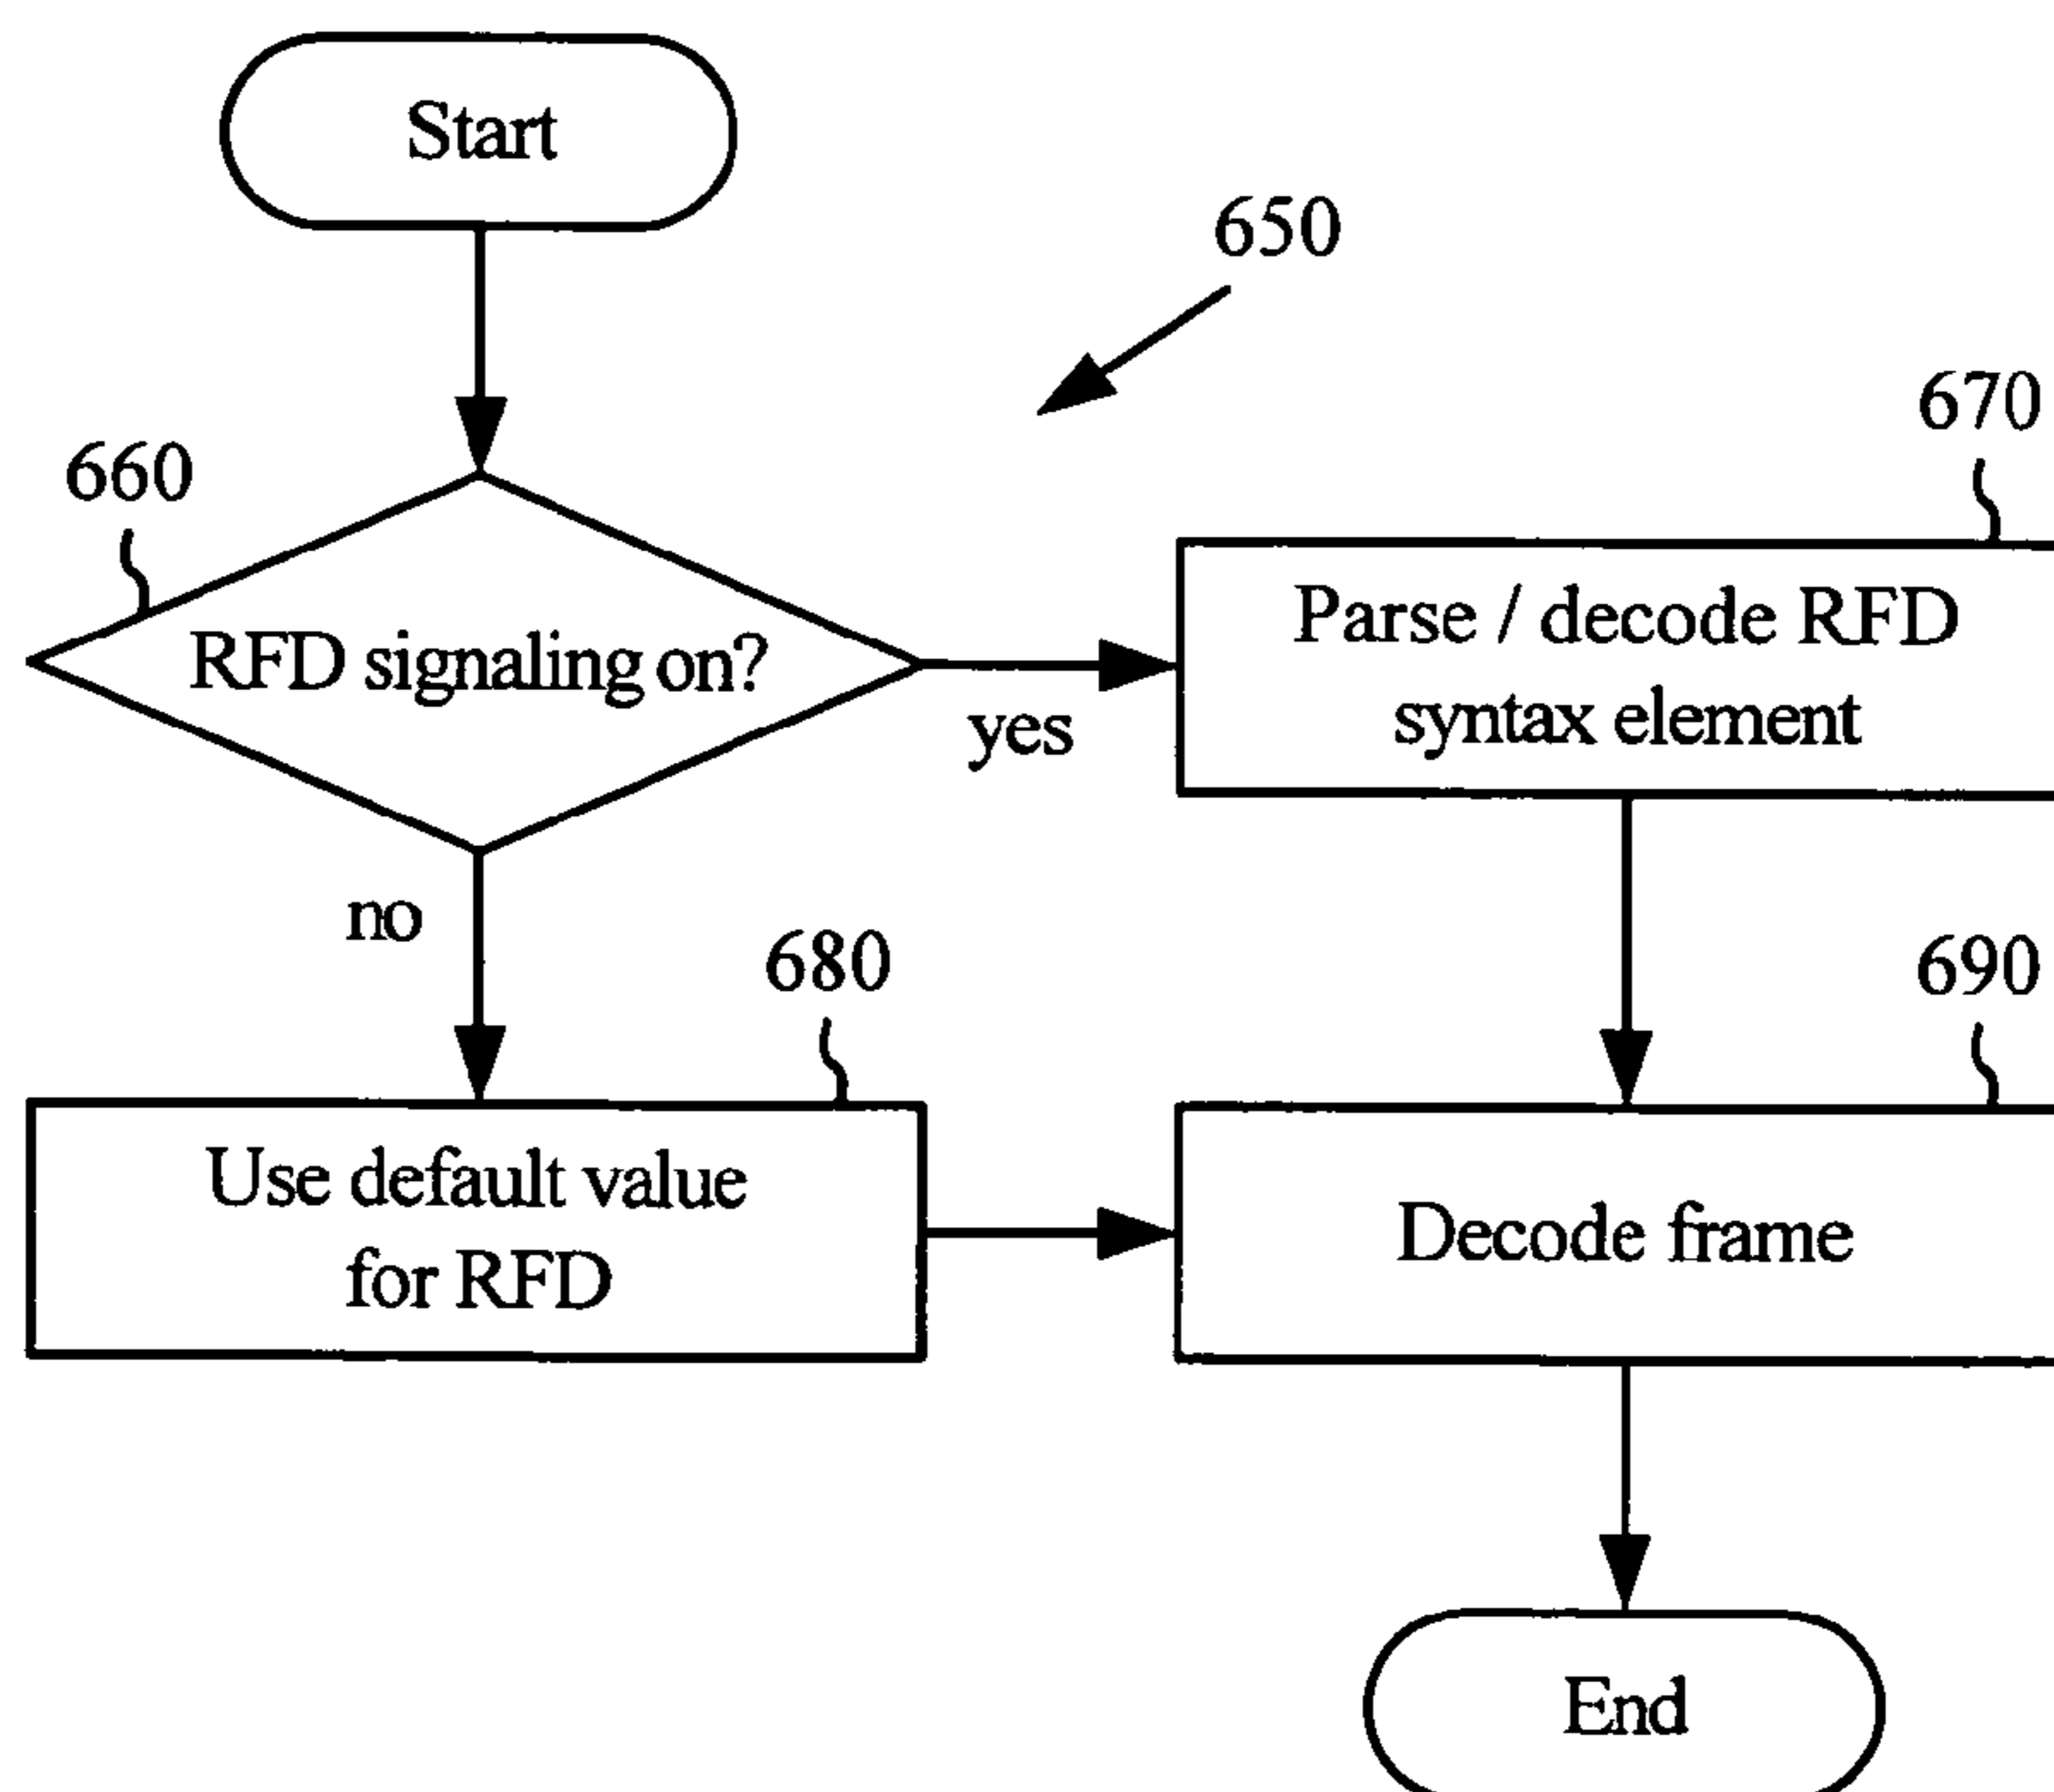 Start
650
670
660
RFD signaling on?
yes
Parse / decode RFD
syntax element
no
680
690
Use default value
for RFD
Decode frame
End